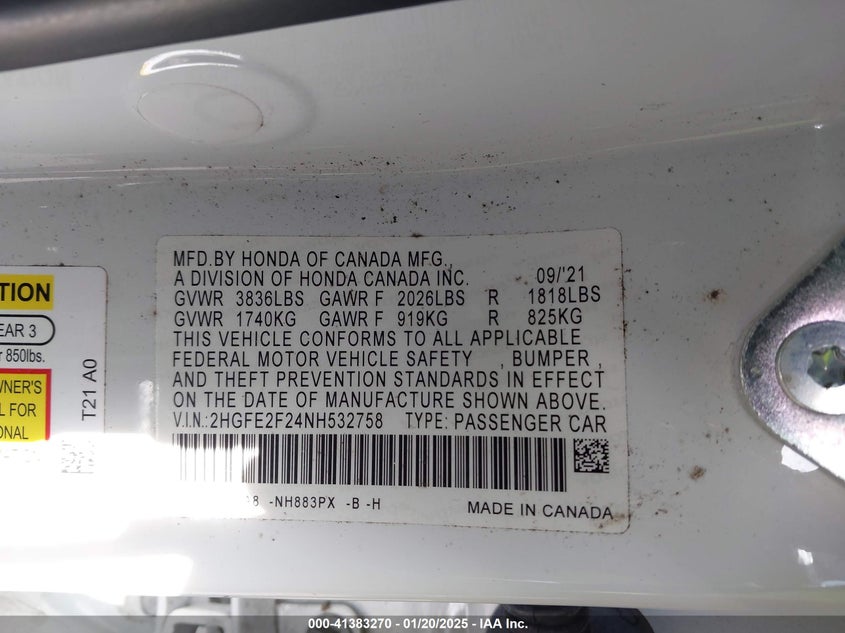 TION
EAR 3
r 850lbs.
WNER'S
L FOR
ONAL
T21 A0
MFD.BY HONDA OF CANADA MFG.,
A DIVISION OF HONDA CANADA INC. 09/'21
GVWR 3836LBS GAWR F 2026LBS R 1818LBS
GVWR 1740KG GAWR F 919KG R 825KG
THIS VEHICLE CONFORMS TO ALL APPLICABLE
FEDERAL MOTOR VEHICLE SAFETY , BUMPER ,
AND THEFT PREVENTION STANDARDS IN EFFECT
ON THE DATE OF MANUFACTURE SHOWN ABOVE.
V.I.N.:2HGFE2F24NH532758 TYPE: PASSENGER CAR
-NH883PX -B -H MADE IN CANADA
000-41383270 - 01/20/2025 - IAA Inc.